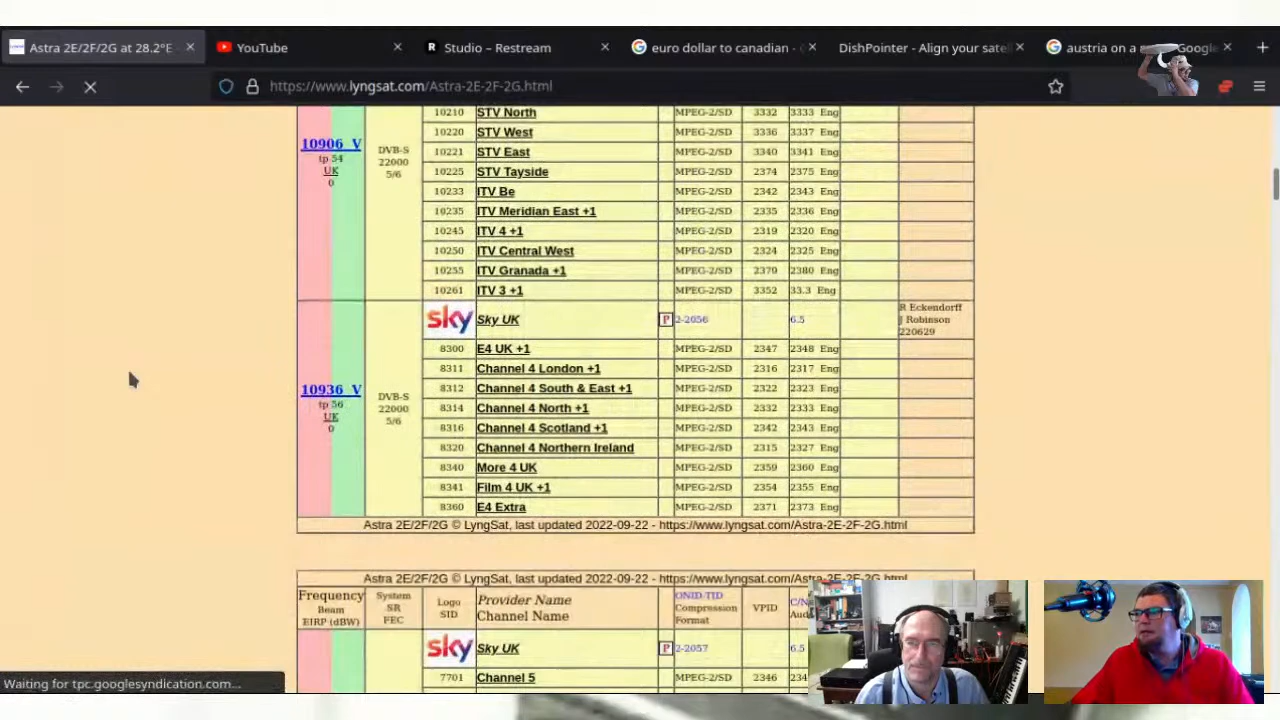 Astra 2E/2F/2G at 28.2°E
YouTube
Studio – Restream
euro dollar to canadian -
DishPointer - Align your sate
austria on a Google
https://www.lyngsat.com/Astra-2E-2F-2G.html
10906 V
tp 54
UK
0
DVB-S
22000
5/6
10210 STV North MPEG-2/SD 3332 3333 Eng
10220 STV West MPEG-2/SD 3336 3337 Eng
10221 STV East MPEG-2/SD 3340 3341 Eng
10225 STV Tayside MPEG-2/SD 2374 2375 Eng
10233 ITV Be MPEG-2/SD 2342 2343 Eng
10235 ITV Meridian East +1 MPEG-2/SD 2335 2336 Eng
10245 ITV 4 +1 MPEG-2/SD 2319 2320 Eng
10250 ITV Central West MPEG-2/SD 2324 2325 Eng
10255 ITV Granada +1 MPEG-2/SD 2379 2380 Eng
10261 ITV 3 +1 MPEG-2/SD 3352 33.3 Eng
10936 V
tp 56
UK
0
DVB-S
22000
5/6
sky Sky UK P 2-2056 6.5
R Eckendorff
J Robinson
220629
8300 E4 UK +1 MPEG-2/SD 2347 2348 Eng
8311 Channel 4 London +1 MPEG-2/SD 2316 2317 Eng
8312 Channel 4 South & East +1 MPEG-2/SD 2322 2323 Eng
8314 Channel 4 North +1 MPEG-2/SD 2332 2333 Eng
8316 Channel 4 Scotland +1 MPEG-2/SD 2342 2343 Eng
8320 Channel 4 Northern Ireland MPEG-2/SD 2315 2327 Eng
8340 More 4 UK MPEG-2/SD 2359 2360 Eng
8341 Film 4 UK +1 MPEG-2/SD 2354 2355 Eng
8360 E4 Extra MPEG-2/SD 2371 2373 Eng
Astra 2E/2F/2G © LyngSat, last updated 2022-09-22 - https://www.lyngsat.com/Astra-2E-2F-2G.html
Astra 2E/2F/2G © LyngSat, last updated 2022-09-22 - https://www.lyngsat.com/Astra-2E-2F-2G.html
Frequency
Beam
EIRP (dBW)
System
SR
FEC
Logo
SID
Provider Name
Channel Name
ONID-TID
Compression
Format
VPID
C/N
Aud
sky Sky UK P 2-2057 6.5
7701 Channel 5 MPEG-2/SD 2346 234
Waiting for tpc.googlesyndication.com...